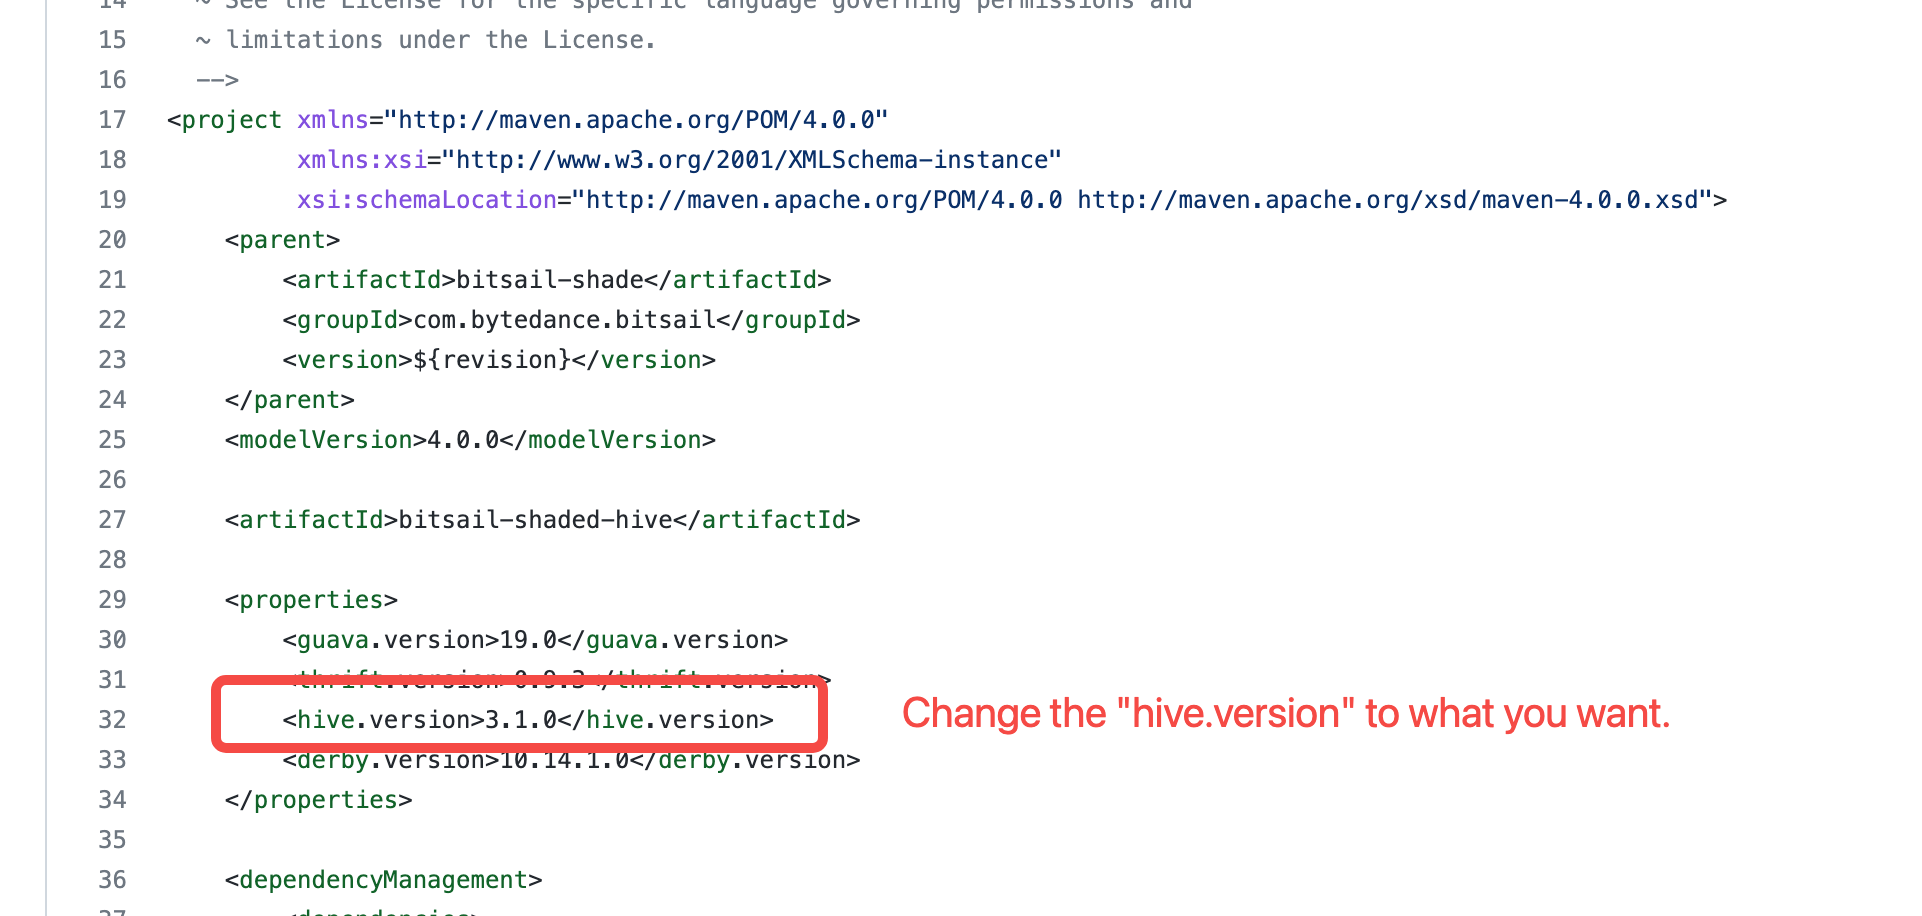 14 ~ See the License for the specific language governing permissions and
15 ~ limitations under the License.
16 -->
17 <project xmlns="http://maven.apache.org/POM/4.0.0"
18 xmlns:xsi="http://www.w3.org/2001/XMLSchema-instance"
19 xsi:schemaLocation="http://maven.apache.org/POM/4.0.0 http://maven.apache.org/xsd/maven-4.0.0.xsd">
20 <parent>
21 <artifactId>bitsail-shade</artifactId>
22 <groupId>com.bytedance.bitsail</groupId>
23 <version>${revision}</version>
24 </parent>
25 <modelVersion>4.0.0</modelVersion>
26
27 <artifactId>bitsail-shaded-hive</artifactId>
28
29 <properties>
30 <guava.version>19.0</guava.version>
31 <thrift.version>0.9.3</thrift.version>
32 <hive.version>3.1.0</hive.version>
Change the "hive.version" to what you want.
33 <derby.version>10.14.1.0</derby.version>
34 </properties>
35
36 <dependencyManagement>
37 <dependencies>